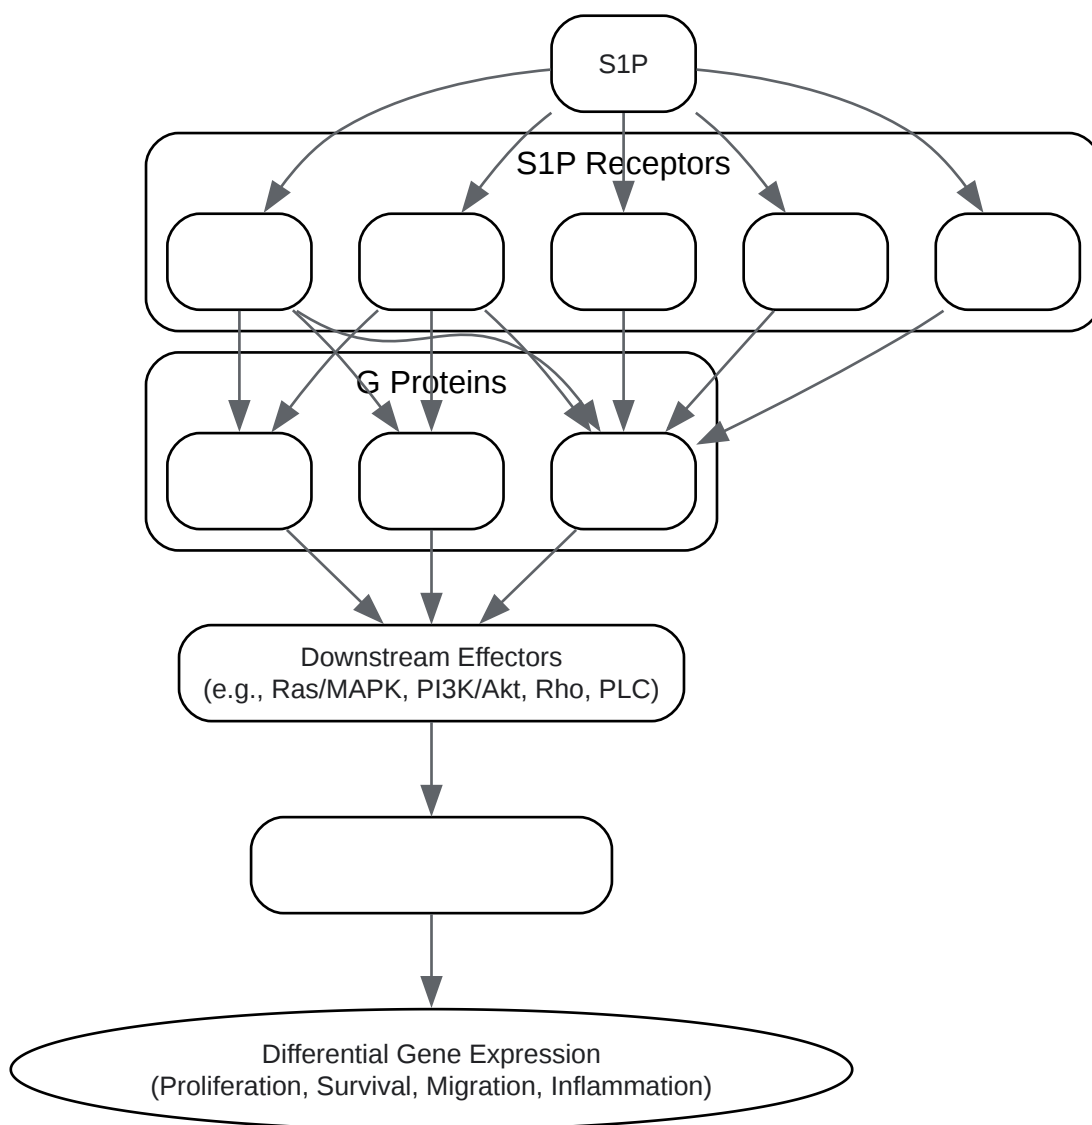 S1P
S1P Receptors
G Proteins
Downstream Effectors
(e.g., Ras/MAPK, PI3K/Akt, Rho, PLC)
Differential Gene Expression
(Proliferation, Survival, Migration, Inflammation)